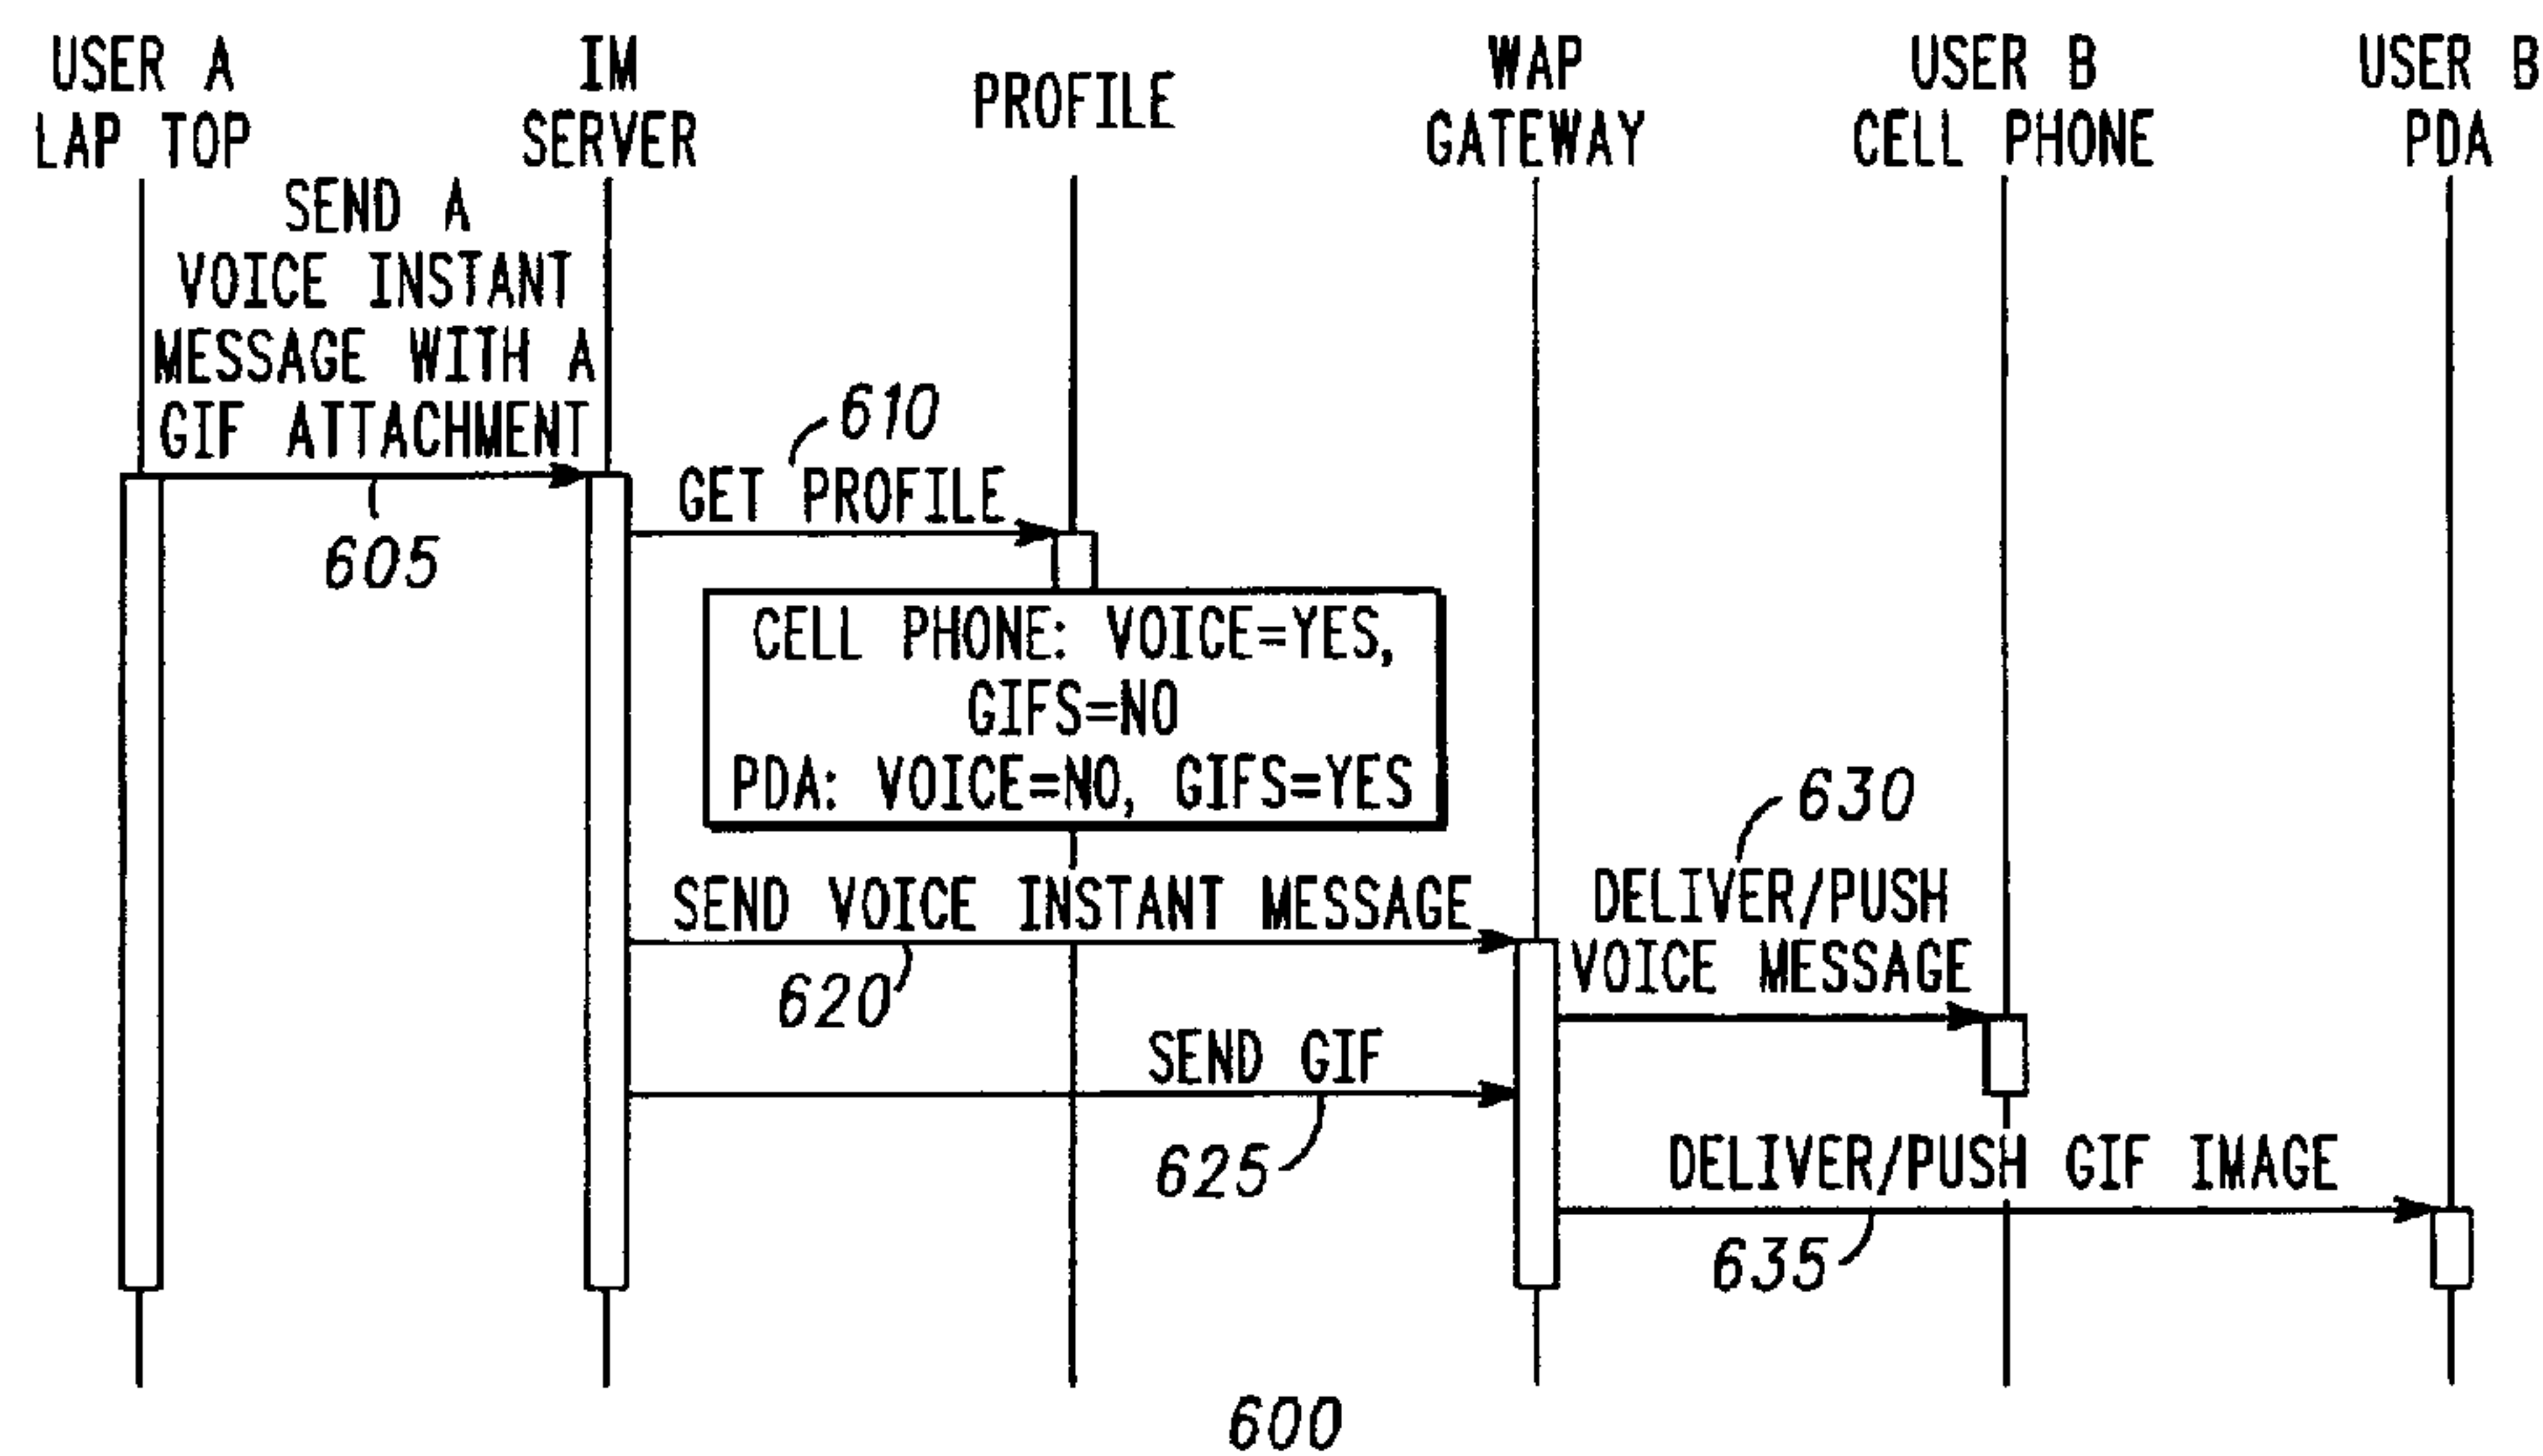 USER A
LAP TOP
IM
SERVER
PROFILE
WAP
GATEWAY
USER B
CELL PHONE
USER B
PDA
SEND A
VOICE INSTANT
MESSAGE WITH A
GIF ATTACHMENT
605
610
GET PROFILE
CELL PHONE: VOICE=YES,
GIFS=NO
PDA: VOICE=NO, GIFS=YES
SEND VOICE INSTANT MESSAGE
620
630
DELIVER/PUSH
VOICE MESSAGE
SEND GIF
625
DELIVER/PUSH GIF IMAGE
635
600